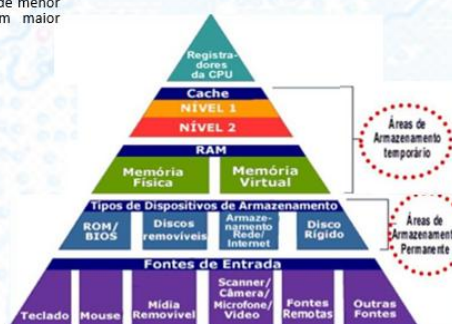 de menor
m maior
Registra-
dores
da CPU
Cache
NÍVEL 1
NÍVEL 2
RAM
Memória
Física
Memória
Virtual
Áreas de
Armazenamento
temporário
Tipos de Dispositivos de Armazenamento
ROM/
BIOS
Discos
removíveis
Armaze-
namento
Rede/
Internet
Disco
Rígido
Áreas de
Armazenamento
Permanente
Fontes de Entrada
Teclado
Mouse
Mídia
Removível
Scanner/
Câmera/
Microfone/
Video
Fontes
Remotas
Outras
Fontes